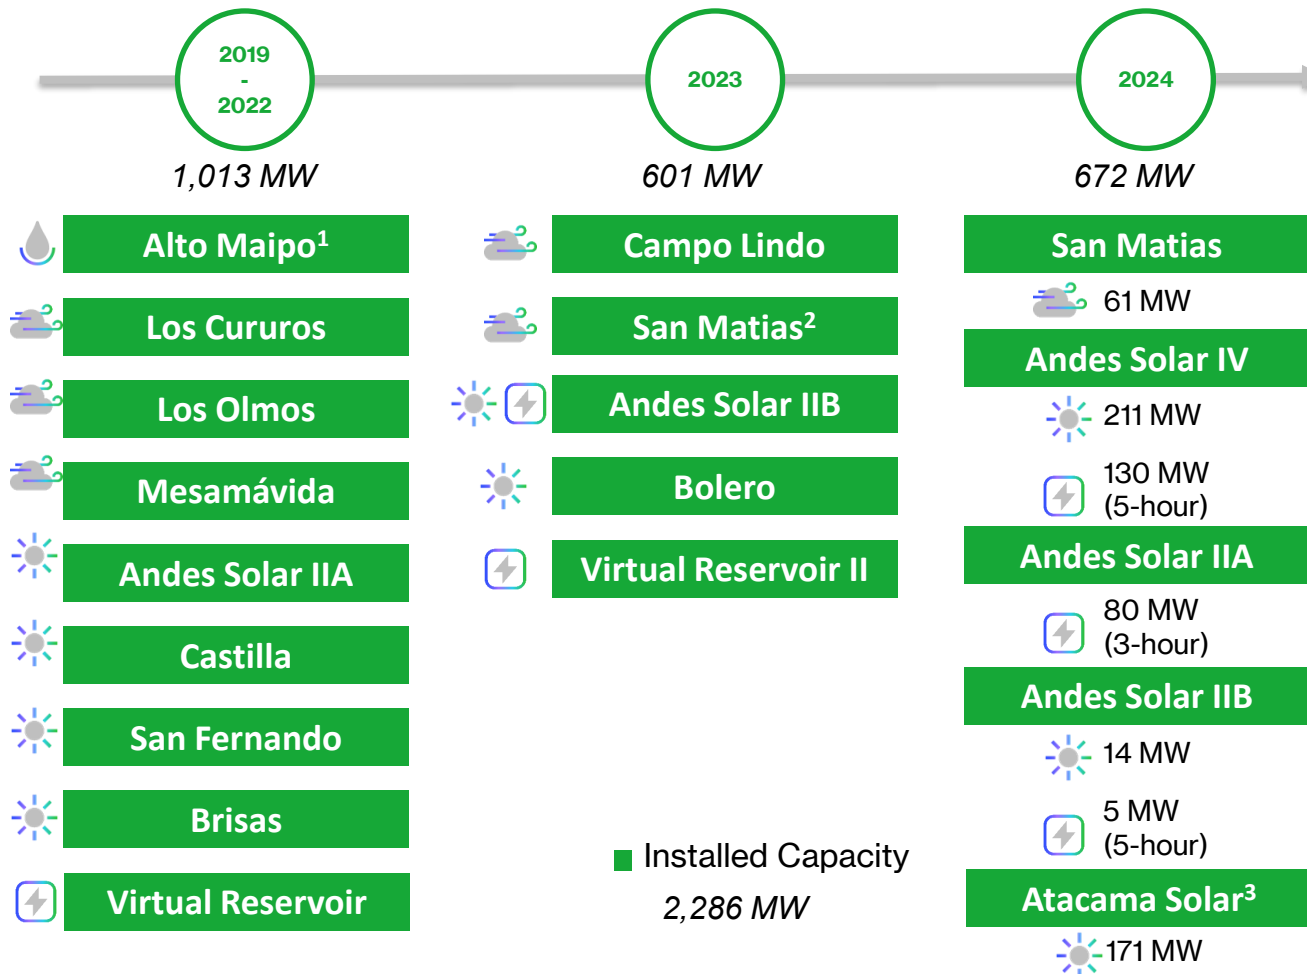 2019
-
2022
2023
2024
1,013 MW
601 MW
672 MW
Alto Maipo¹
Los Cururos
Los Olmos
Mesamávida
Andes Solar IIA
Castilla
San Fernando
Brisas
Virtual Reservoir
Campo Lindo
San Matias²
Andes Solar IIB
Bolero
Virtual Reservoir II
Installed Capacity
2,286 MW
San Matias
61 MW
Andes Solar IV
211 MW
130 MW
(5-hour)
Andes Solar IIA
80 MW
(3-hour)
Andes Solar IIB
14 MW
5 MW
(5-hour)
Atacama Solar³
171 MW